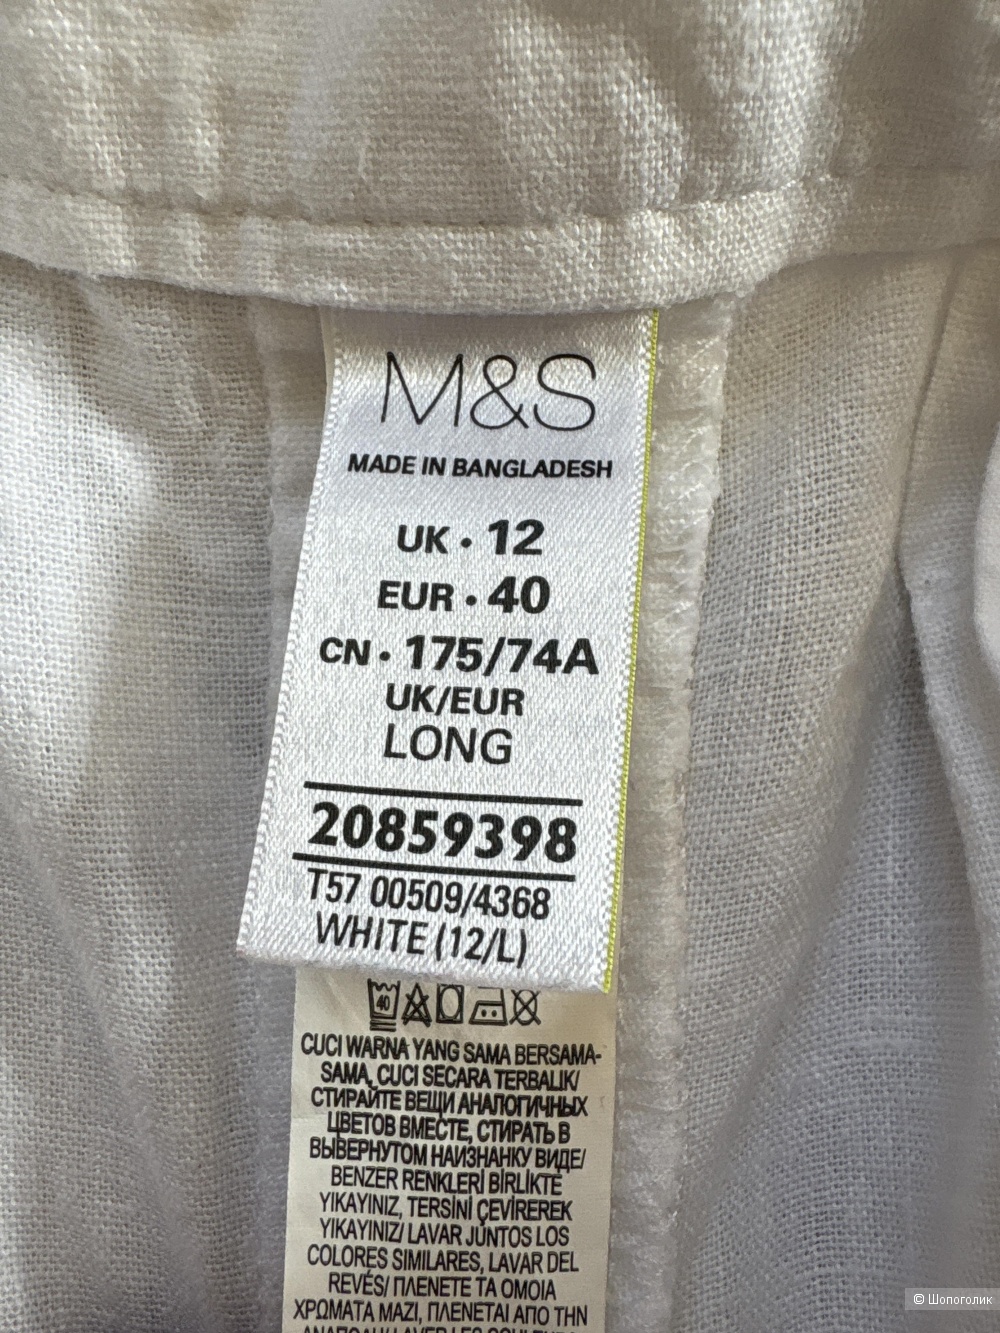 M&S
MADE IN BANGLADESH
UK • 12
EUR • 40
CN • 175/74A
UK/EUR
LONG
20859398
T57 00509/4368
WHITE (12/L)
40
CUCI WARNA YANG SAMA BERSAMA-
SAMA, CUCI SECARA TERBALIK/
СТИРАЙТЕ ВЕЩИ АНАЛОГИЧНЫХ
ЦВЕТОВ ВМЕСТЕ, СТИРАТЬ В
ВЫВЕРНУТОМ НАИЗНАНКУ ВИДЕ/
BENZER RENKLERİ BİRLİKTE
YIKAYINIZ, TERSİNİ ÇEVİREREK
YIKAYINIZ/ LAVAR JUNTOS LOS
COLORES SIMILARES, LAVAR DEL
REVÉS/ ΠΛΕΝΕΤΕ ΤΑ ΟΜΟΙΑ
ΧΡΩΜΑΤΑ ΜΑΖΙ, ΠΛΕΝΕΤΑΙ ΑΠΟ ΤΗΝ
© Шопоголик